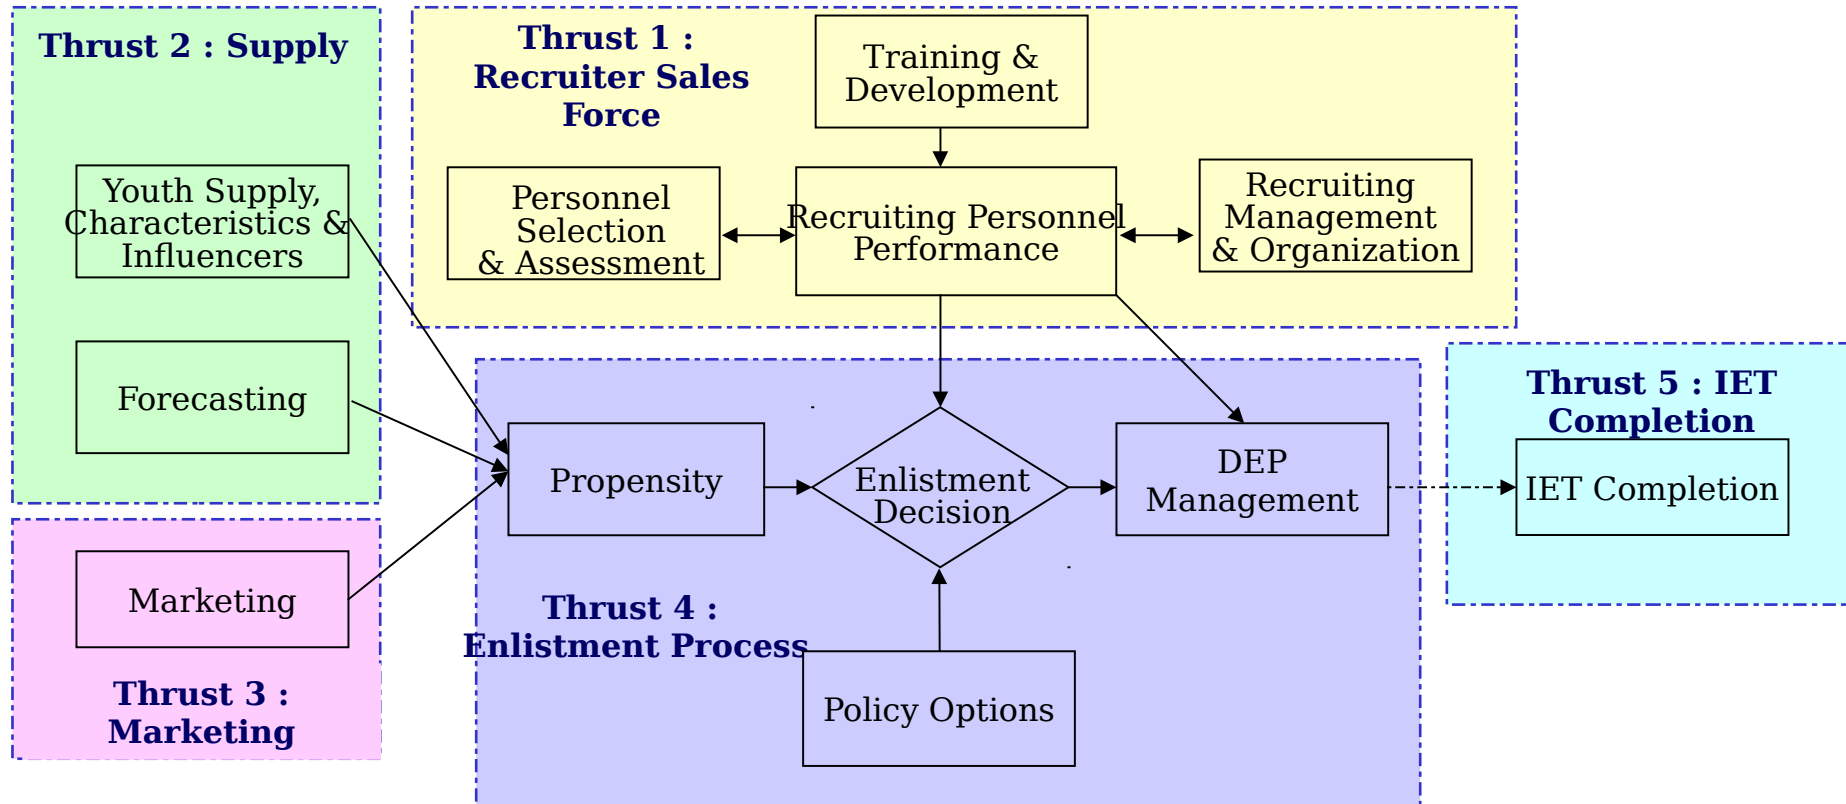 Thrust 2 : Supply
Youth Supply,
Characteristics &
Influencers
Forecasting
Thrust 1 :
Recruiter Sales
Force
Training &
Development
Personnel
Selection
& Assessment
Recruiting Personnel
Performance
Recruiting
Management
& Organization
Marketing
Thrust 3 :
Marketing
Propensity
Enlistment
Decision
DEP
Management
Thrust 4 :
Enlistment Process
Policy Options
Thrust 5 : IET
Completion
IET Completion